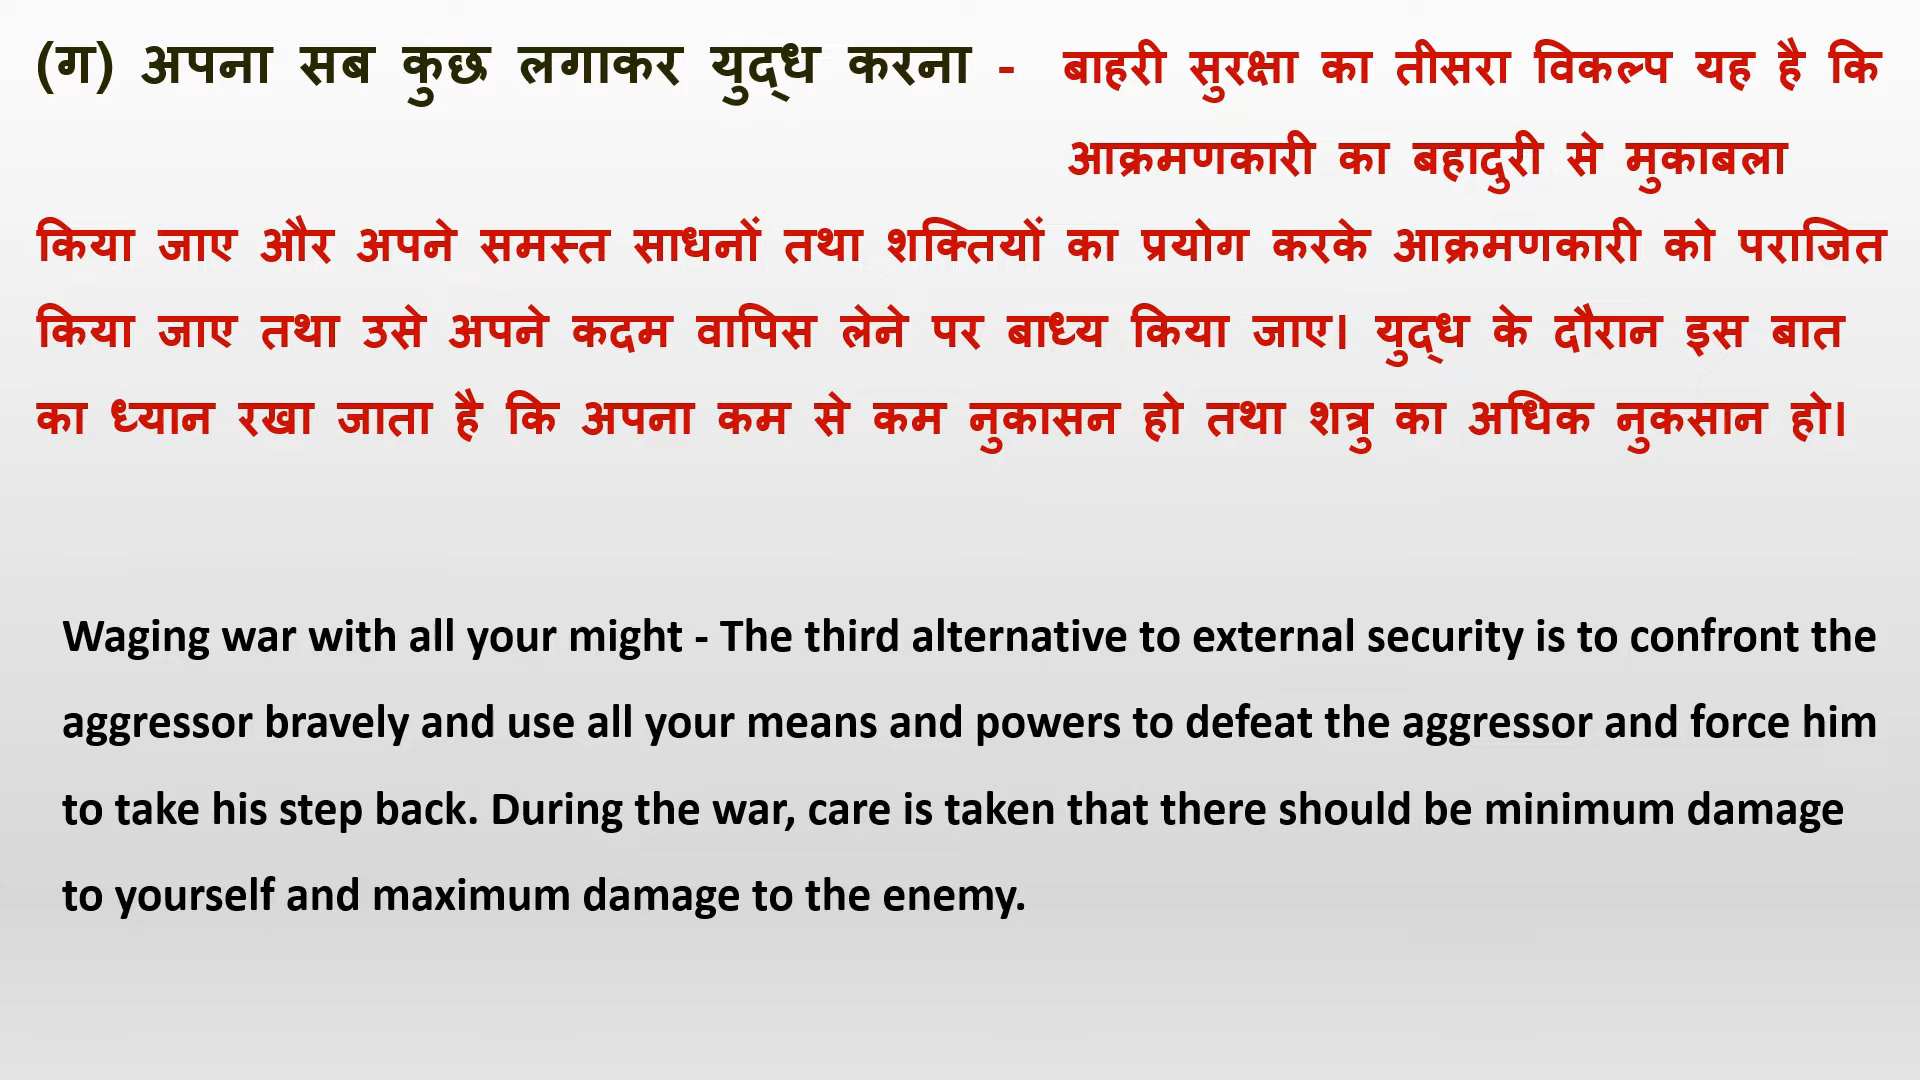 (ग) अपना सब कुछ लगाकर युद्ध करना - बाहरी सुरक्षा का तीसरा विकल्प यह है कि
आक्रमणकारी का बहादुरी से मुकाबला
किया जाए और अपने समस्त साधनों तथा शक्तियों का प्रयोग करके आक्रमणकारी को पराजित
किया जाए तथा उसे अपने कदम वापिस लेने पर बाध्य किया जाए। युद्ध के दौरान इस बात
का ध्यान रखा जाता है कि अपना कम से कम नुकासन हो तथा शत्रु का अधिक नुकसान हो।
Waging war with all your might - The third alternative to external security is to confront the
aggressor bravely and use all your means and powers to defeat the aggressor and force him
to take his step back. During the war, care is taken that there should be minimum damage
to yourself and maximum damage to the enemy.